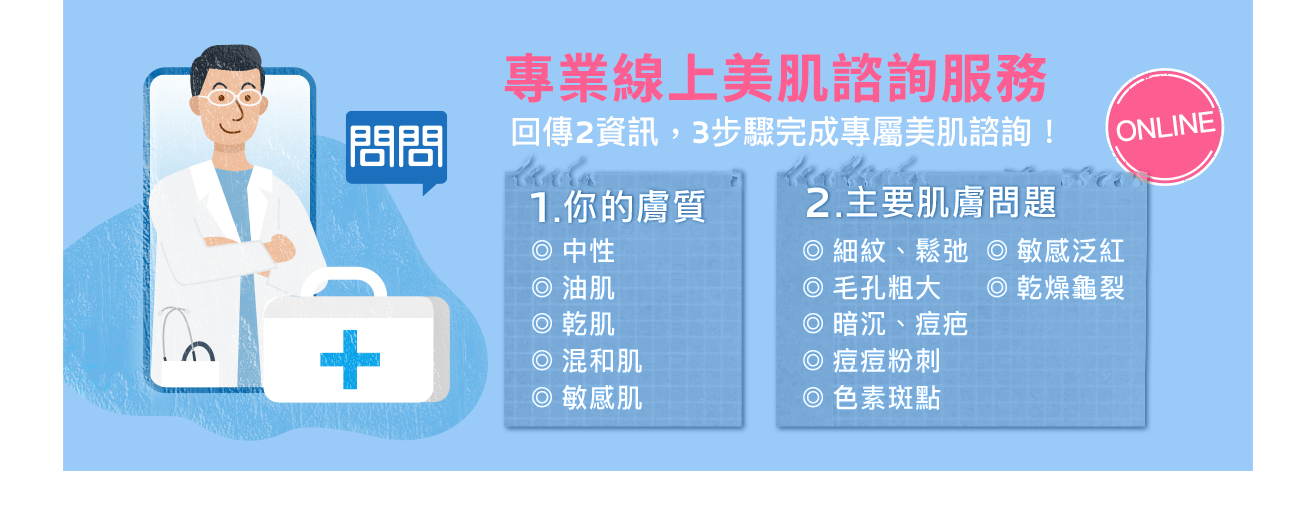 專業線上美肌諮詢服務
回傳2資訊，3步驟完成專屬美肌諮詢！
ONLINE
問問
1.你的膚質
◎ 中性
◎ 油肌
◎ 乾肌
◎ 混和肌
◎ 敏感肌
2.主要肌膚問題
◎ 細紋、鬆弛 ◎ 敏感泛紅
◎ 毛孔粗大 ◎ 乾燥龜裂
◎ 暗沉、痘疤
◎ 痘痘粉刺
◎ 色素斑點